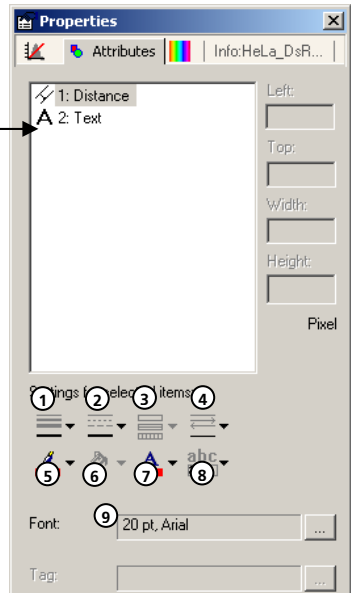 Properties
Attributes
Info:HeLa_DsR...
1: Distance
2: Text
Left:
Top:
Width:
Height:
Pixel
Settings for selected items:
1 2 3 4
5 6 7 8
abc
Font: 9 20 pt, Arial ...
Tag: ...